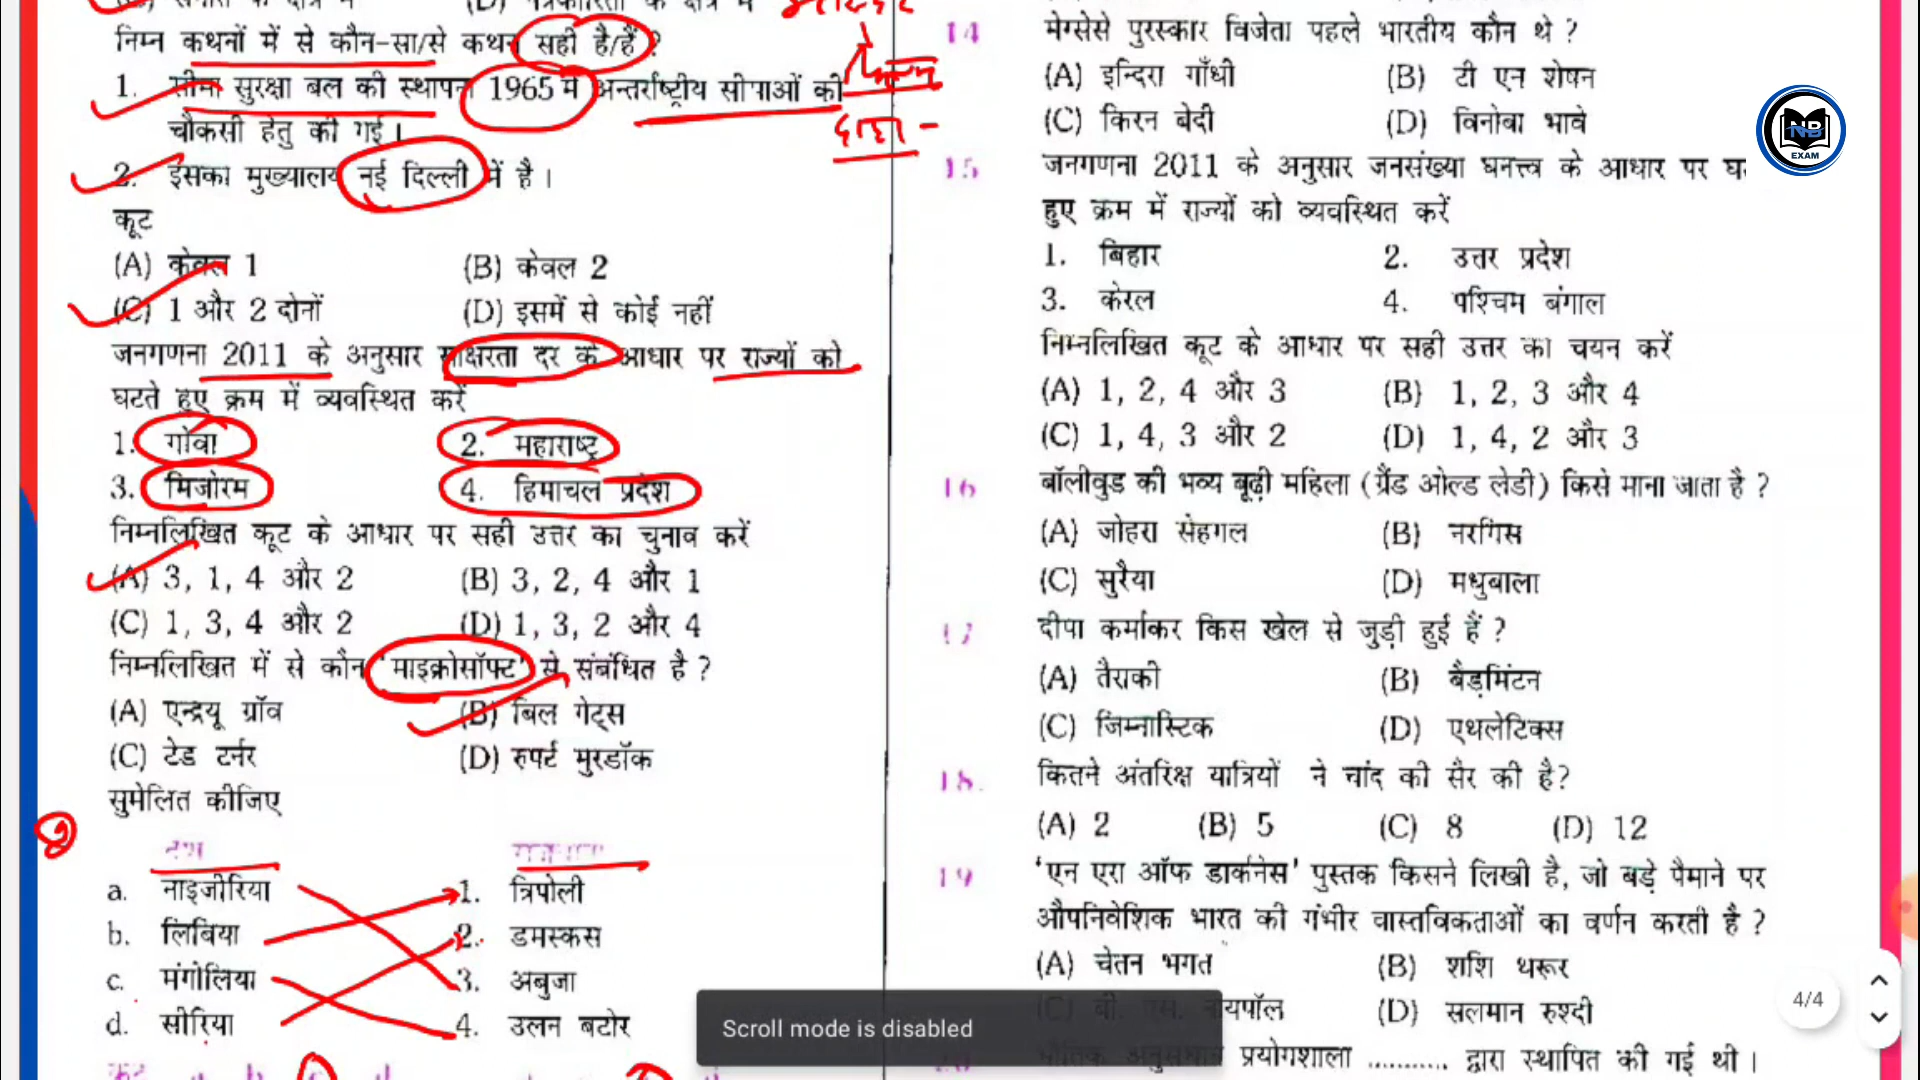 निम्न कथनों में से कौन-सा/से कथन सही है/हैं ?
1. सीमा सुरक्षा बल की स्थापना 1965 में अन्तर्राष्ट्रीय सीमाओं की
चौकसी हेतु की गई।
2. इसका मुख्यालय नई दिल्ली में है।
कूट
(A) केवल 1 (B) केवल 2
(C) 1 और 2 दोनों (D) इसमें से कोई नहीं
जनगणना 2011 के अनुसार साक्षरता दर के आधार पर राज्यों को
घटते हुए क्रम में व्यवस्थित करें
1. गोवा 2. महाराष्ट्र
3. मिजोरम 4. हिमाचल प्रदेश
निम्नलिखित कूट के आधार पर सही उत्तर का चुनाव करें
(A) 3, 1, 4 और 2 (B) 3, 2, 4 और 1
(C) 1, 3, 4 और 2 (D) 1, 3, 2 और 4
निम्नलिखित में से कौन 'माइक्रोसॉफ्ट' से संबंधित है ?
(A) एन्द्रयू ग्रॉव (B) बिल गेट्स
(C) टेड टर्नर (D) रुपर्ट मुरडॉक
सुमेलित कीजिए
a. नाइजीरिया 1. त्रिपोली
b. लिबिया 2. डमस्कस
c. मंगोलिया 3. अबुजा
d. सीरिया 4. उलन बटोर
14 मेग्सेसे पुरस्कार विजेता पहले भारतीय कौन थे ?
(A) इन्दिरा गाँधी (B) टी एन शेषन
(C) किरन बेदी (D) विनोबा भावे
15 जनगणना 2011 के अनुसार जनसंख्या घनत्त्व के आधार पर
हुए क्रम में राज्यों को व्यवस्थित करें
1. बिहार 2. उत्तर प्रदेश
3. केरल 4. पश्चिम बंगाल
निम्नलिखित कूट के आधार पर सही उत्तर का चयन करें
(A) 1, 2, 4 और 3 (B) 1, 2, 3 और 4
(C) 1, 4, 3 और 2 (D) 1, 4, 2 और 3
16 बॉलीवुड की भव्य बूढ़ी महिला (ग्रैंड ओल्ड लेडी) किसे माना जाता है ?
(A) जोहरा सेहगल (B) नरगिस
(C) सुरैया (D) मधुबाला
17 दीपा कर्माकर किस खेल से जुड़ी हुई हैं ?
(A) तैराकी (B) बैडमिंटन
(C) जिम्नास्टिक (D) एथलेटिक्स
18. कितने अंतरिक्ष यात्रियों ने चांद की सैर की है?
(A) 2 (B) 5 (C) 8 (D) 12
19 'एन एरा ऑफ डार्कनेस' पुस्तक किसने लिखी है, जो बड़े पैमाने पर
औपनिवेशिक भारत की गंभीर वास्तविकताओं का वर्णन करती है ?
(A) चेतन भगत (B) शशि थरूर
(D) सलमान रुश्दी
प्रयोगशाला ........... द्वारा स्थापित की गई थी।
NB
EXAM
4/4
Scroll mode is disabled